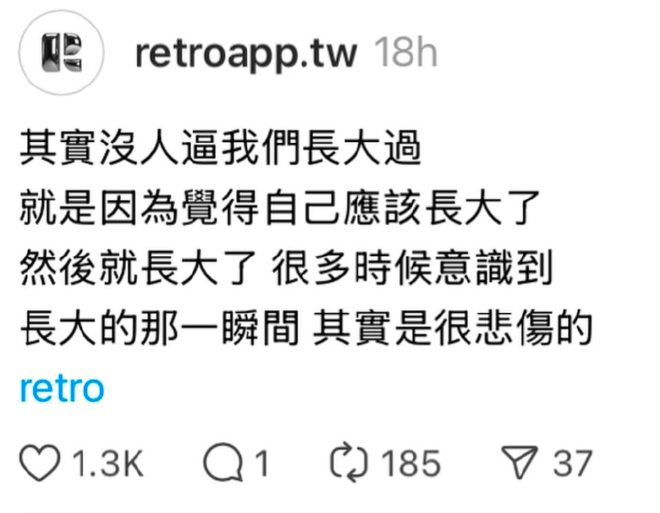 retroapp.tw 18h
其實沒人逼我們長大過
就是因為覺得自己應該長大了
然後就長大了 很多時候意識到
長大的那一瞬間 其實是很悲傷的
retro
1.3K 1 185 37